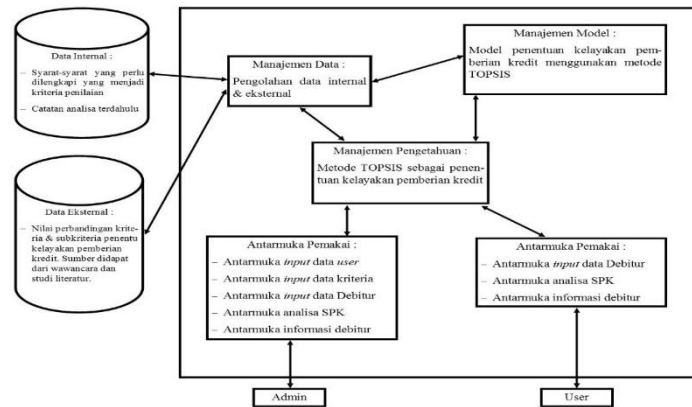 Data Internal :
– Syarat-syarat yang perlu
dilengkapi yang menjadi
kriteria penilaian
– Catatan analisa terdahulu
Data Eksternal :
– Nilai perbandingan krite-
ria & subkriteria penentu
kelayakan pemberian
kredit. Sumber didapat
dari wawancara dan
studi literatur.
Manajemen Data :
Pengolahan data internal
& eksternal
Manajemen Model :
Model penentuan kelayakan pem-
berian kredit menggunakan metode
TOPSIS
Manajemen Pengetahuan :
Metode TOPSIS sebagai penen-
tuan kelayakan pemberian kredit
Antarmuka Pemakai :
– Antarmuka input data user
– Antarmuka input data kriteria
– Antarmuka input data Debitur
– Antarmuka analisa SPK
– Antarmuka informasi debitur
Antarmuka Pemakai :
– Antarmuka input data Debitur
– Antarmuka analisa SPK
– Antarmuka informasi debitur
Admin
User